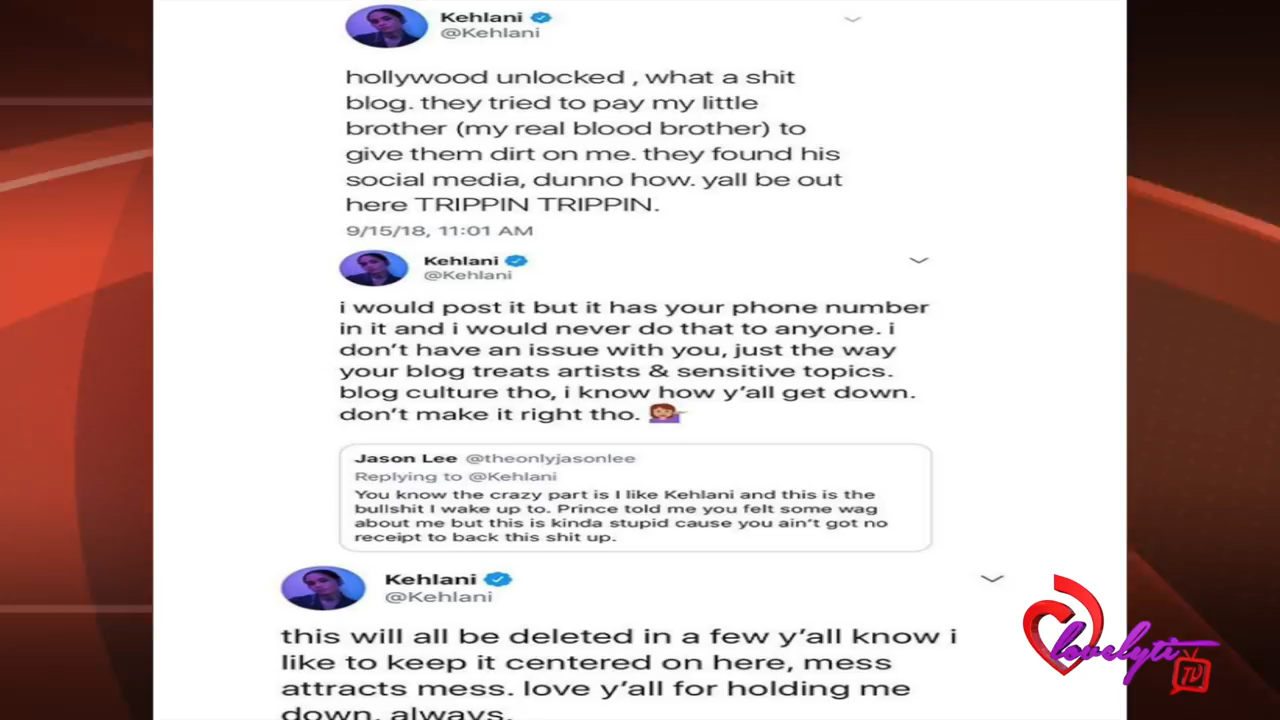 Kehlani
@Kehlani
hollywood unlocked , what a shit
blog. they tried to pay my little
brother (my real blood brother) to
give them dirt on me. they found his
social media, dunno how. yall be out
here TRIPPIN TRIPPIN.
9/15/18, 11:01 AM
Kehlani
@Kehlani
i would post it but it has your phone number
in it and i would never do that to anyone. i
don't have an issue with you, just the way
your blog treats artists & sensitive topics.
blog culture tho, i know how y'all get down.
don't make it right tho. 💁🏽‍♀️
Jason Lee @theonlyjasonlee
Replying to @Kehlani
You know the crazy part is I like Kehlani and this is the
bullshit I wake up to. Prince told me you felt some wag
about me but this is kinda stupid cause you ain't got no
receipt to back this shit up.
Kehlani
@Kehlani
this will all be deleted in a few y'all know i
like to keep it centered on here, mess
attracts mess. love y'all for holding me
down, always.
lovelyti
TV